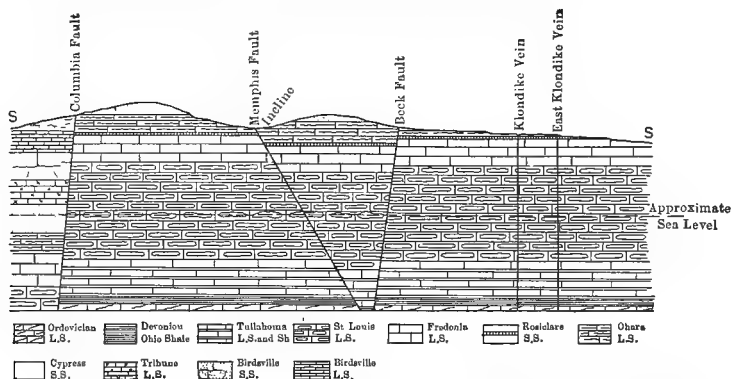 Columbia Fault
Memphis Fault
Incline
Beck Fault
Klondike Vein
East Klondike Vein
S
S
Approximate
Sea Level
Ordovician
L.S.
Devonian
Ohio Shale
Tullahoma
L.S. and Sh
St Louis
L.S.
Fredonia
L.S.
Rosiclare
S.S.
Ohara
L.S.
Cypress
S.S.
Tribune
L.S.
Birdsville
S.S.
Birdsville
L.S.